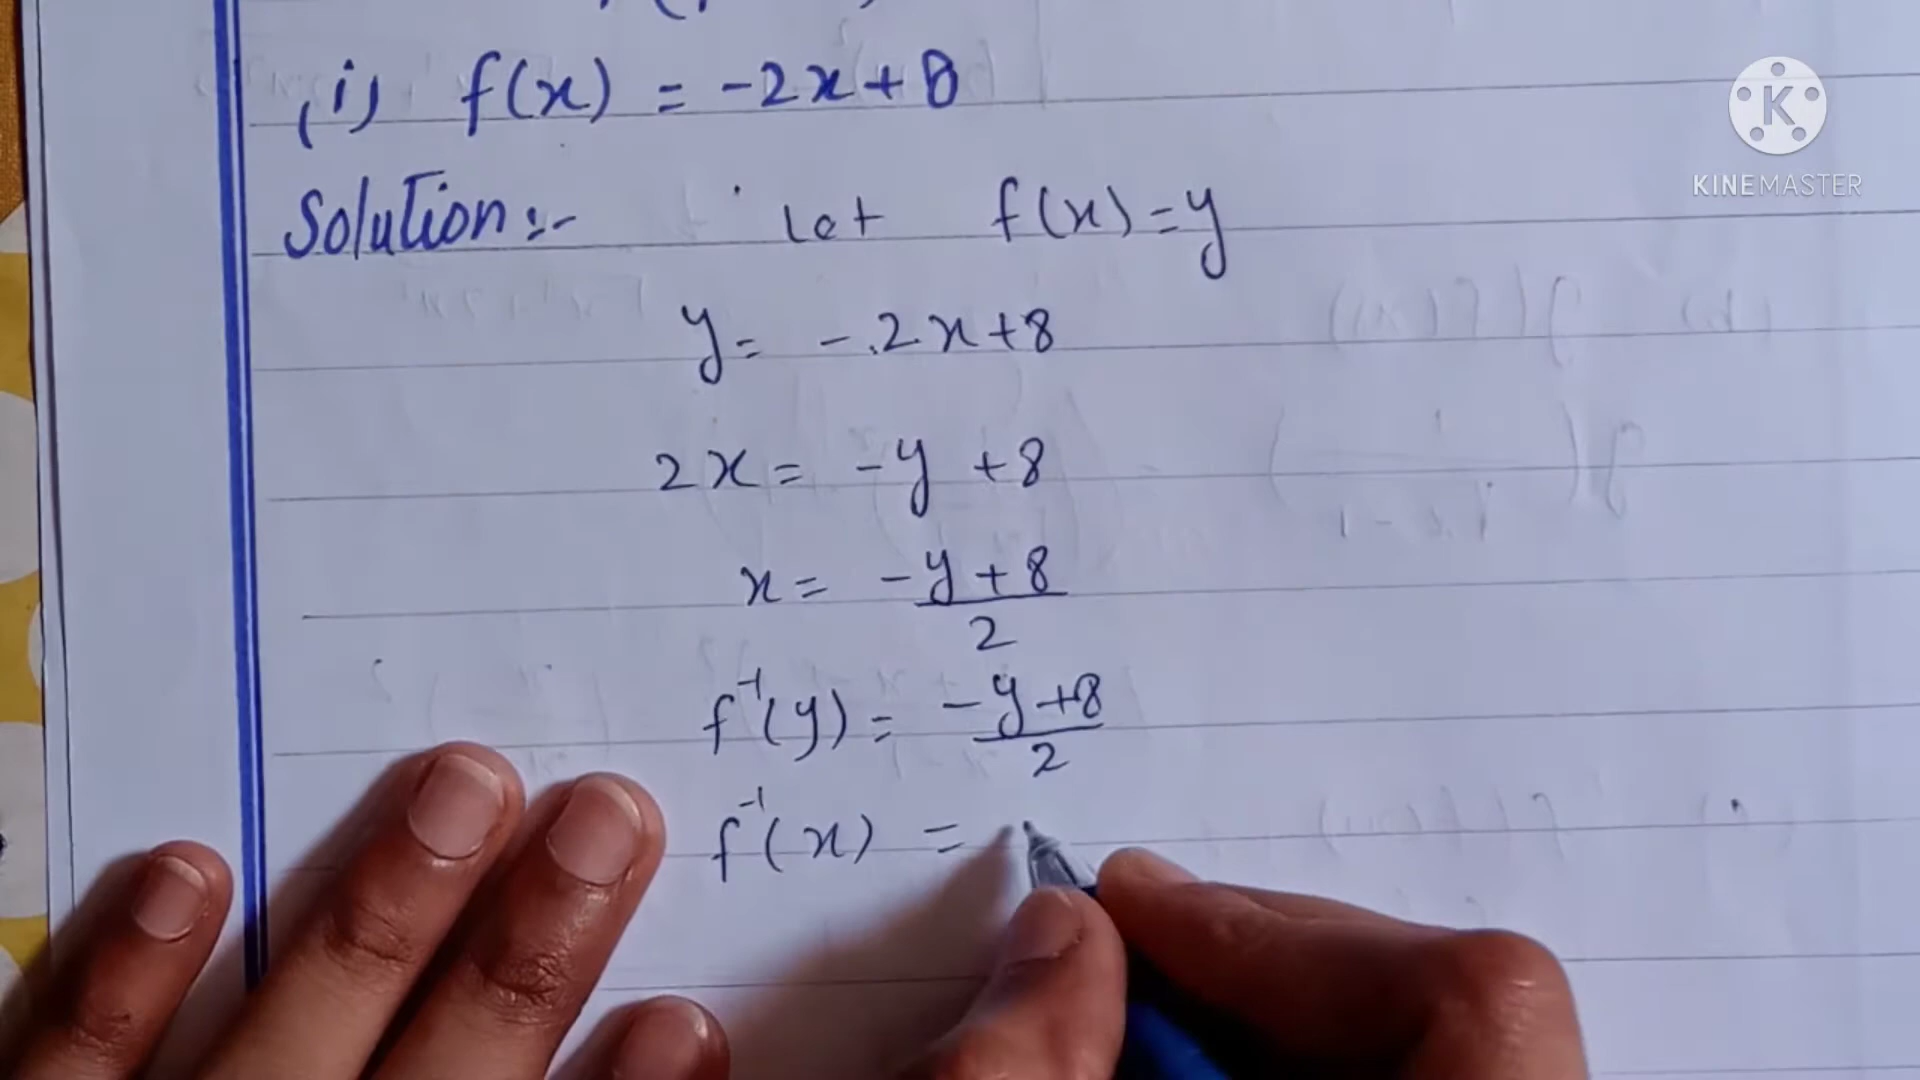 (i) f(x) = -2x+8
Solution:- Let f(x)=y
y= -2x+8
2x= -y +8
x= -y+8/2
f⁻¹(y)= -y+8/2
f⁻¹(x) =
K
KINEMASTER